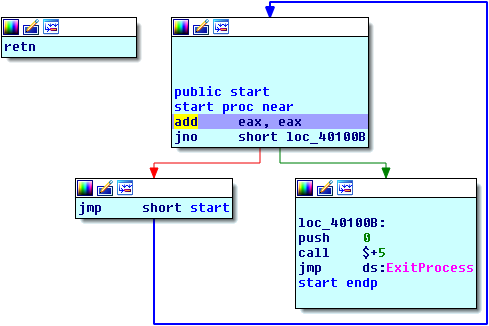 retn
public start
start proc near
add     eax, eax
jno     short loc_40100B
jmp     short start
loc_40100B:
push    0
call    $+5
jmp     ds:ExitProcess
start endp